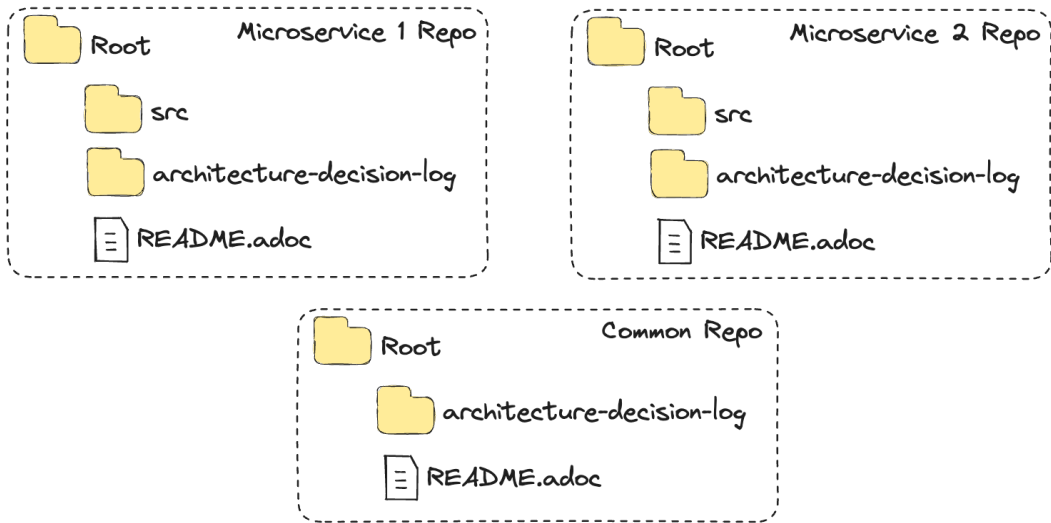 Microservice 1 Repo
Root
src
architecture-decision-log
README.adoc
Microservice 2 Repo
Root
src
architecture-decision-log
README.adoc
Common Repo
Root
architecture-decision-log
README.adoc